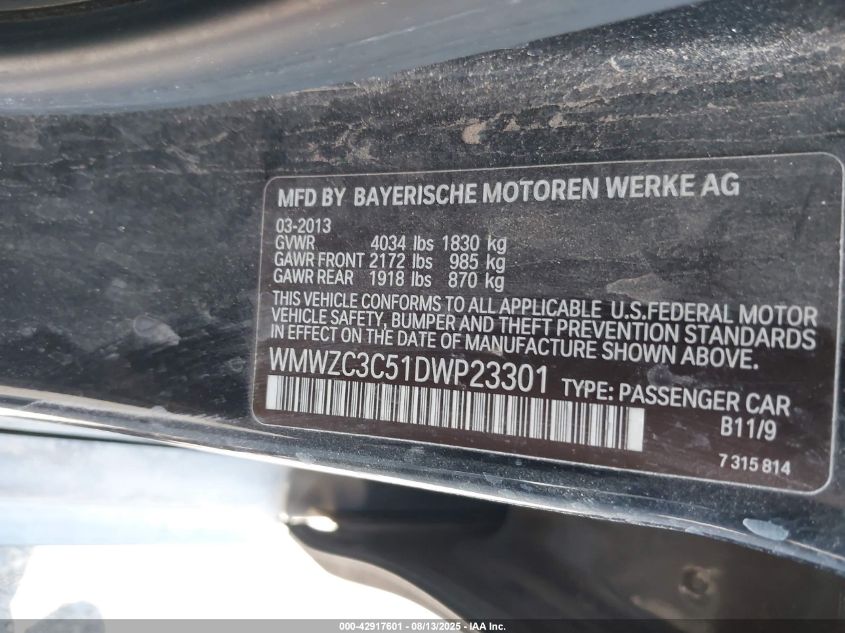 MFD BY BAYERISCHE MOTOREN WERKE AG
03-2013
GVWR 4034 lbs 1830 kg
GAWR FRONT 2172 lbs 985 kg
GAWR REAR 1918 lbs 870 kg
THIS VEHICLE CONFORMS TO ALL APPLICABLE U.S.FEDERAL MOTOR
VEHICLE SAFETY, BUMPER AND THEFT PREVENTION STANDARDS
IN EFFECT ON THE DATE OF MANUFACTURE SHOWN ABOVE.
WMWZC3C51DWP23301 TYPE: PASSENGER CAR
B11/9
7 315 814
000-42917601 - 08/13/2025 - IAA Inc.